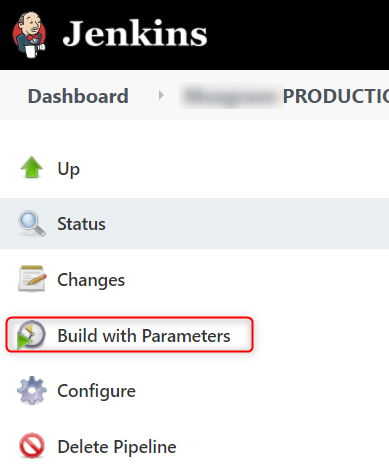 Jenkins
Dashboard PRODUCTIO
Up
Status
Changes
Build with Parameters
Configure
Delete Pipeline